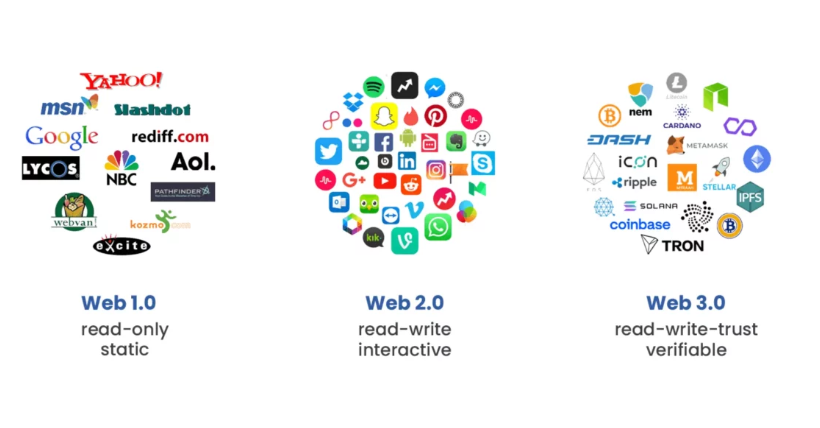 YAHOO!
msn
Slashdot
Google
rediff.com
LYCOS
NBC
Aol.
PATHFINDER
webvan!
kozmo.com
excite
kik
nem
CARDANO
DASH
METAMASK
ICON
ripple
STELLAR
IPFS
SOLANA
coinbase
TRON
Web 1.0
read-only
static
Web 2.0
read-write
interactive
Web 3.0
read-write-trust
verifiable